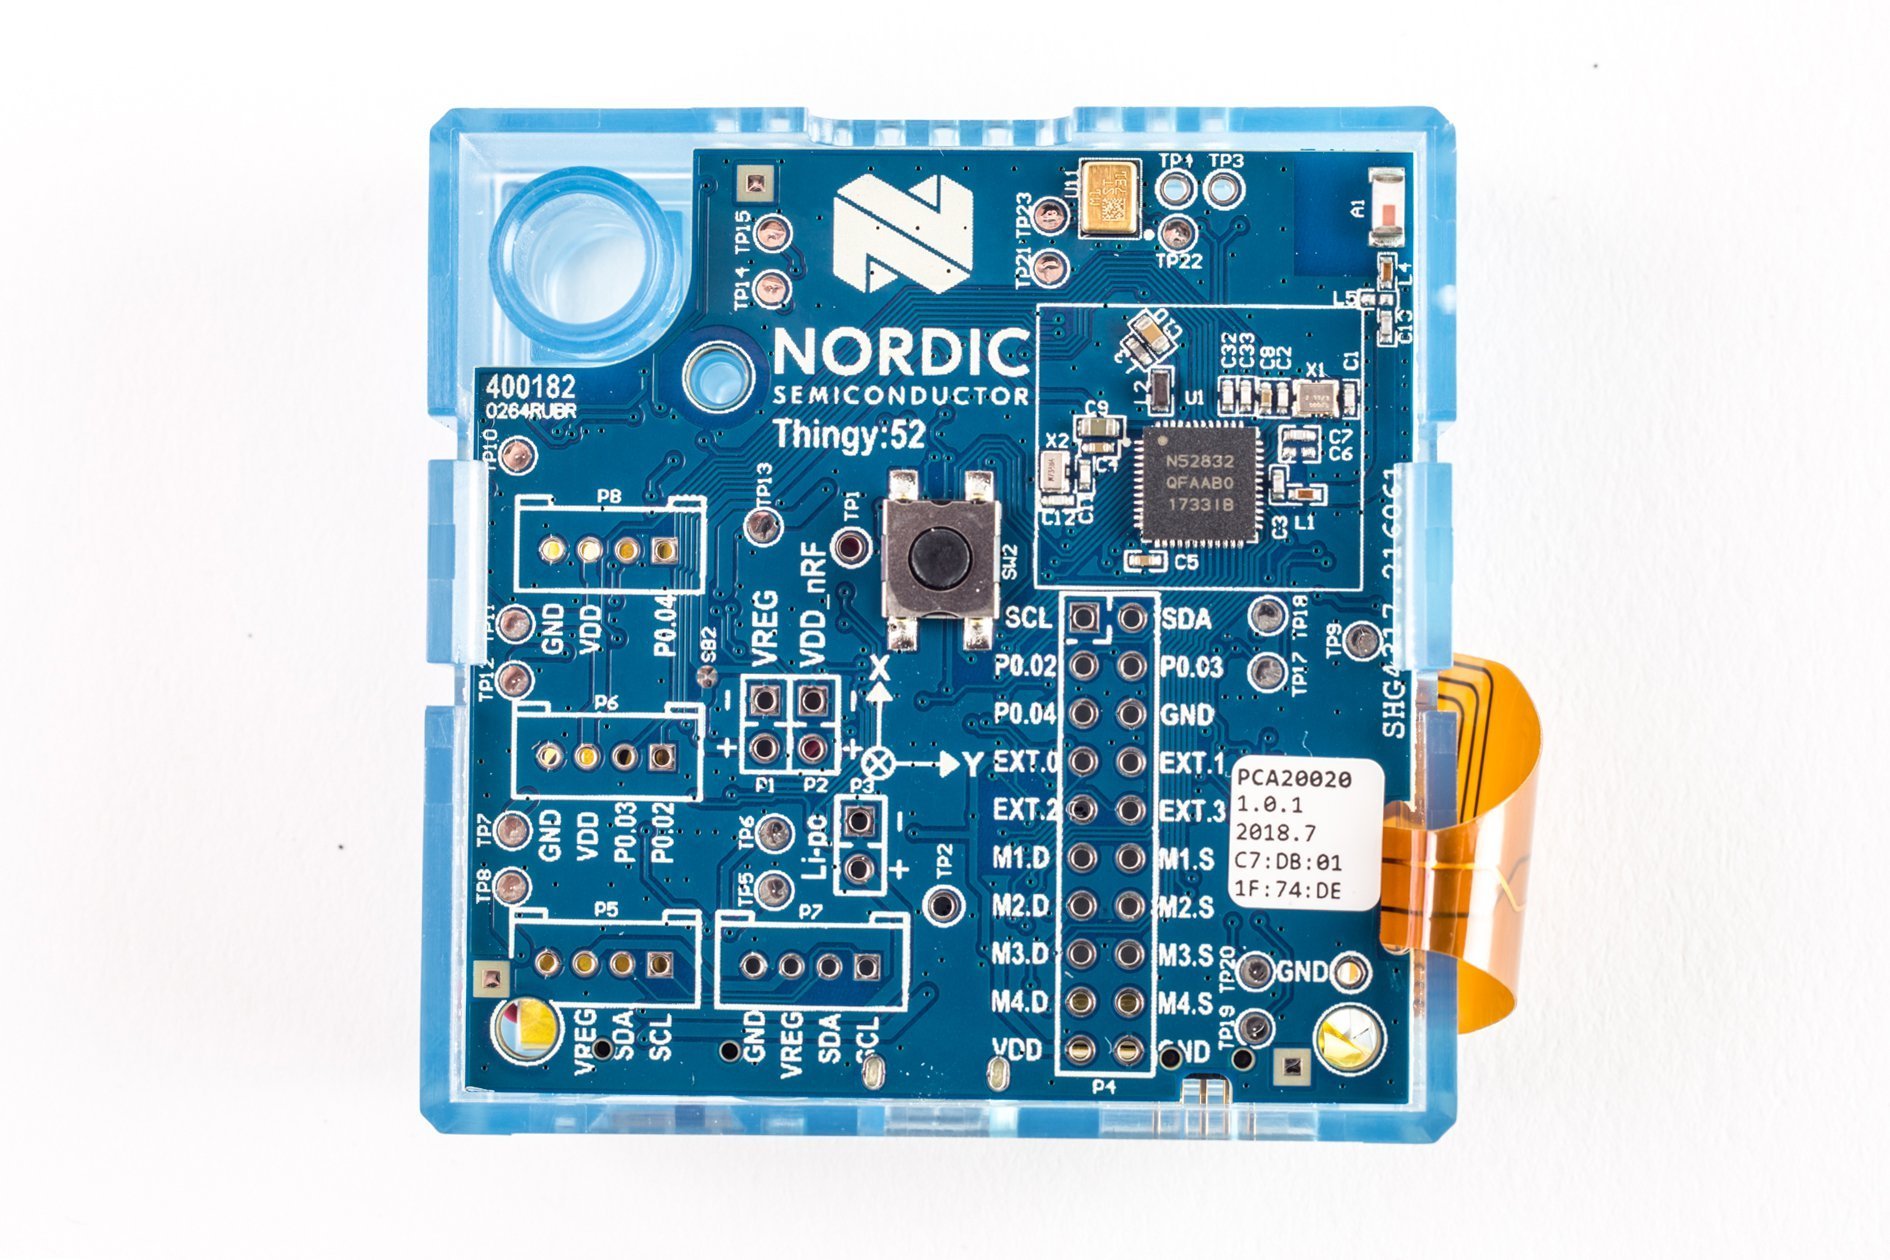 TP4 TP3
U11
TP15
TP23
A1
TP14
TP21
TP22
L4
L5
C13
NORDIC
SEMICONDUCTOR
Thingy:52
400182
0264RUBR
C10
L2
U1
C32
C33
C8
C2
X1
C1
C9
X2
C4
C7
C6
C12
C11
N52832
QFAAB0
1733IB
C3
L1
C5
TP10
P8
TP13
TP1
SW2
GND
VDD
P0.04
VREG
VDD_nRF
TP11
TP12
SB2
TP18
TP17
TP9
SCL SDA
P0.02 P0.03
P0.04 GND
EXT.0 EXT.1
EXT.2 EXT.3
M1.D M1.S
M2.D M2.S
M3.D M3.S
M4.D M4.S
VDD GND
P4
X
Y
- -
+ +
P1 P2 P3
P6
GND
VDD
P0.03
P0.02
TP7
TP8
TP6
TP5
Li-po
-
+
TP2
P5
P7
VREG
SDA
SCL
GND
VREG
SDA
SCL
PCA20020
1.0.1
2018.7
C7:DB:01
1F:74:DE
TP20
GND
TP19